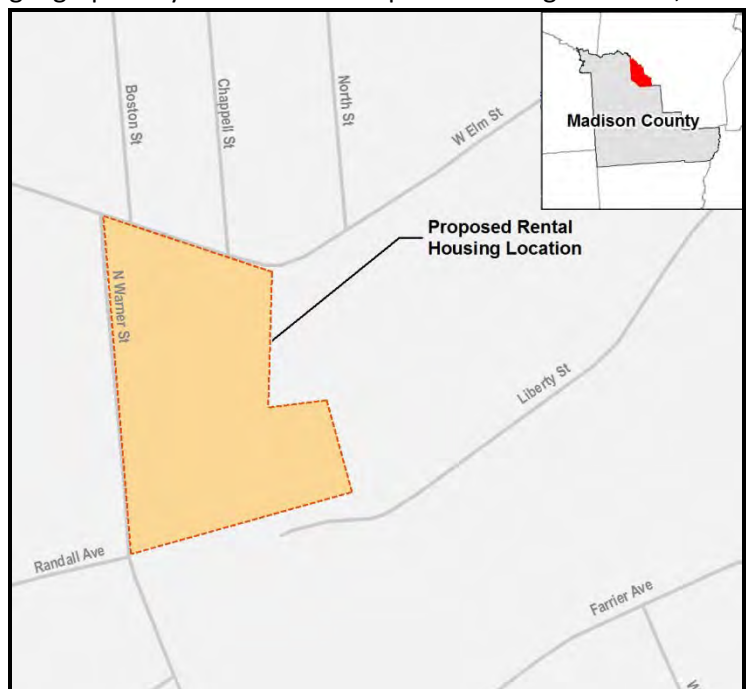 Boston St
Chappell St
North St
W Elm St
Madison County
Proposed Rental
Housing Location
N Warner St
Liberty St
Randall Ave
Farrier Ave
W